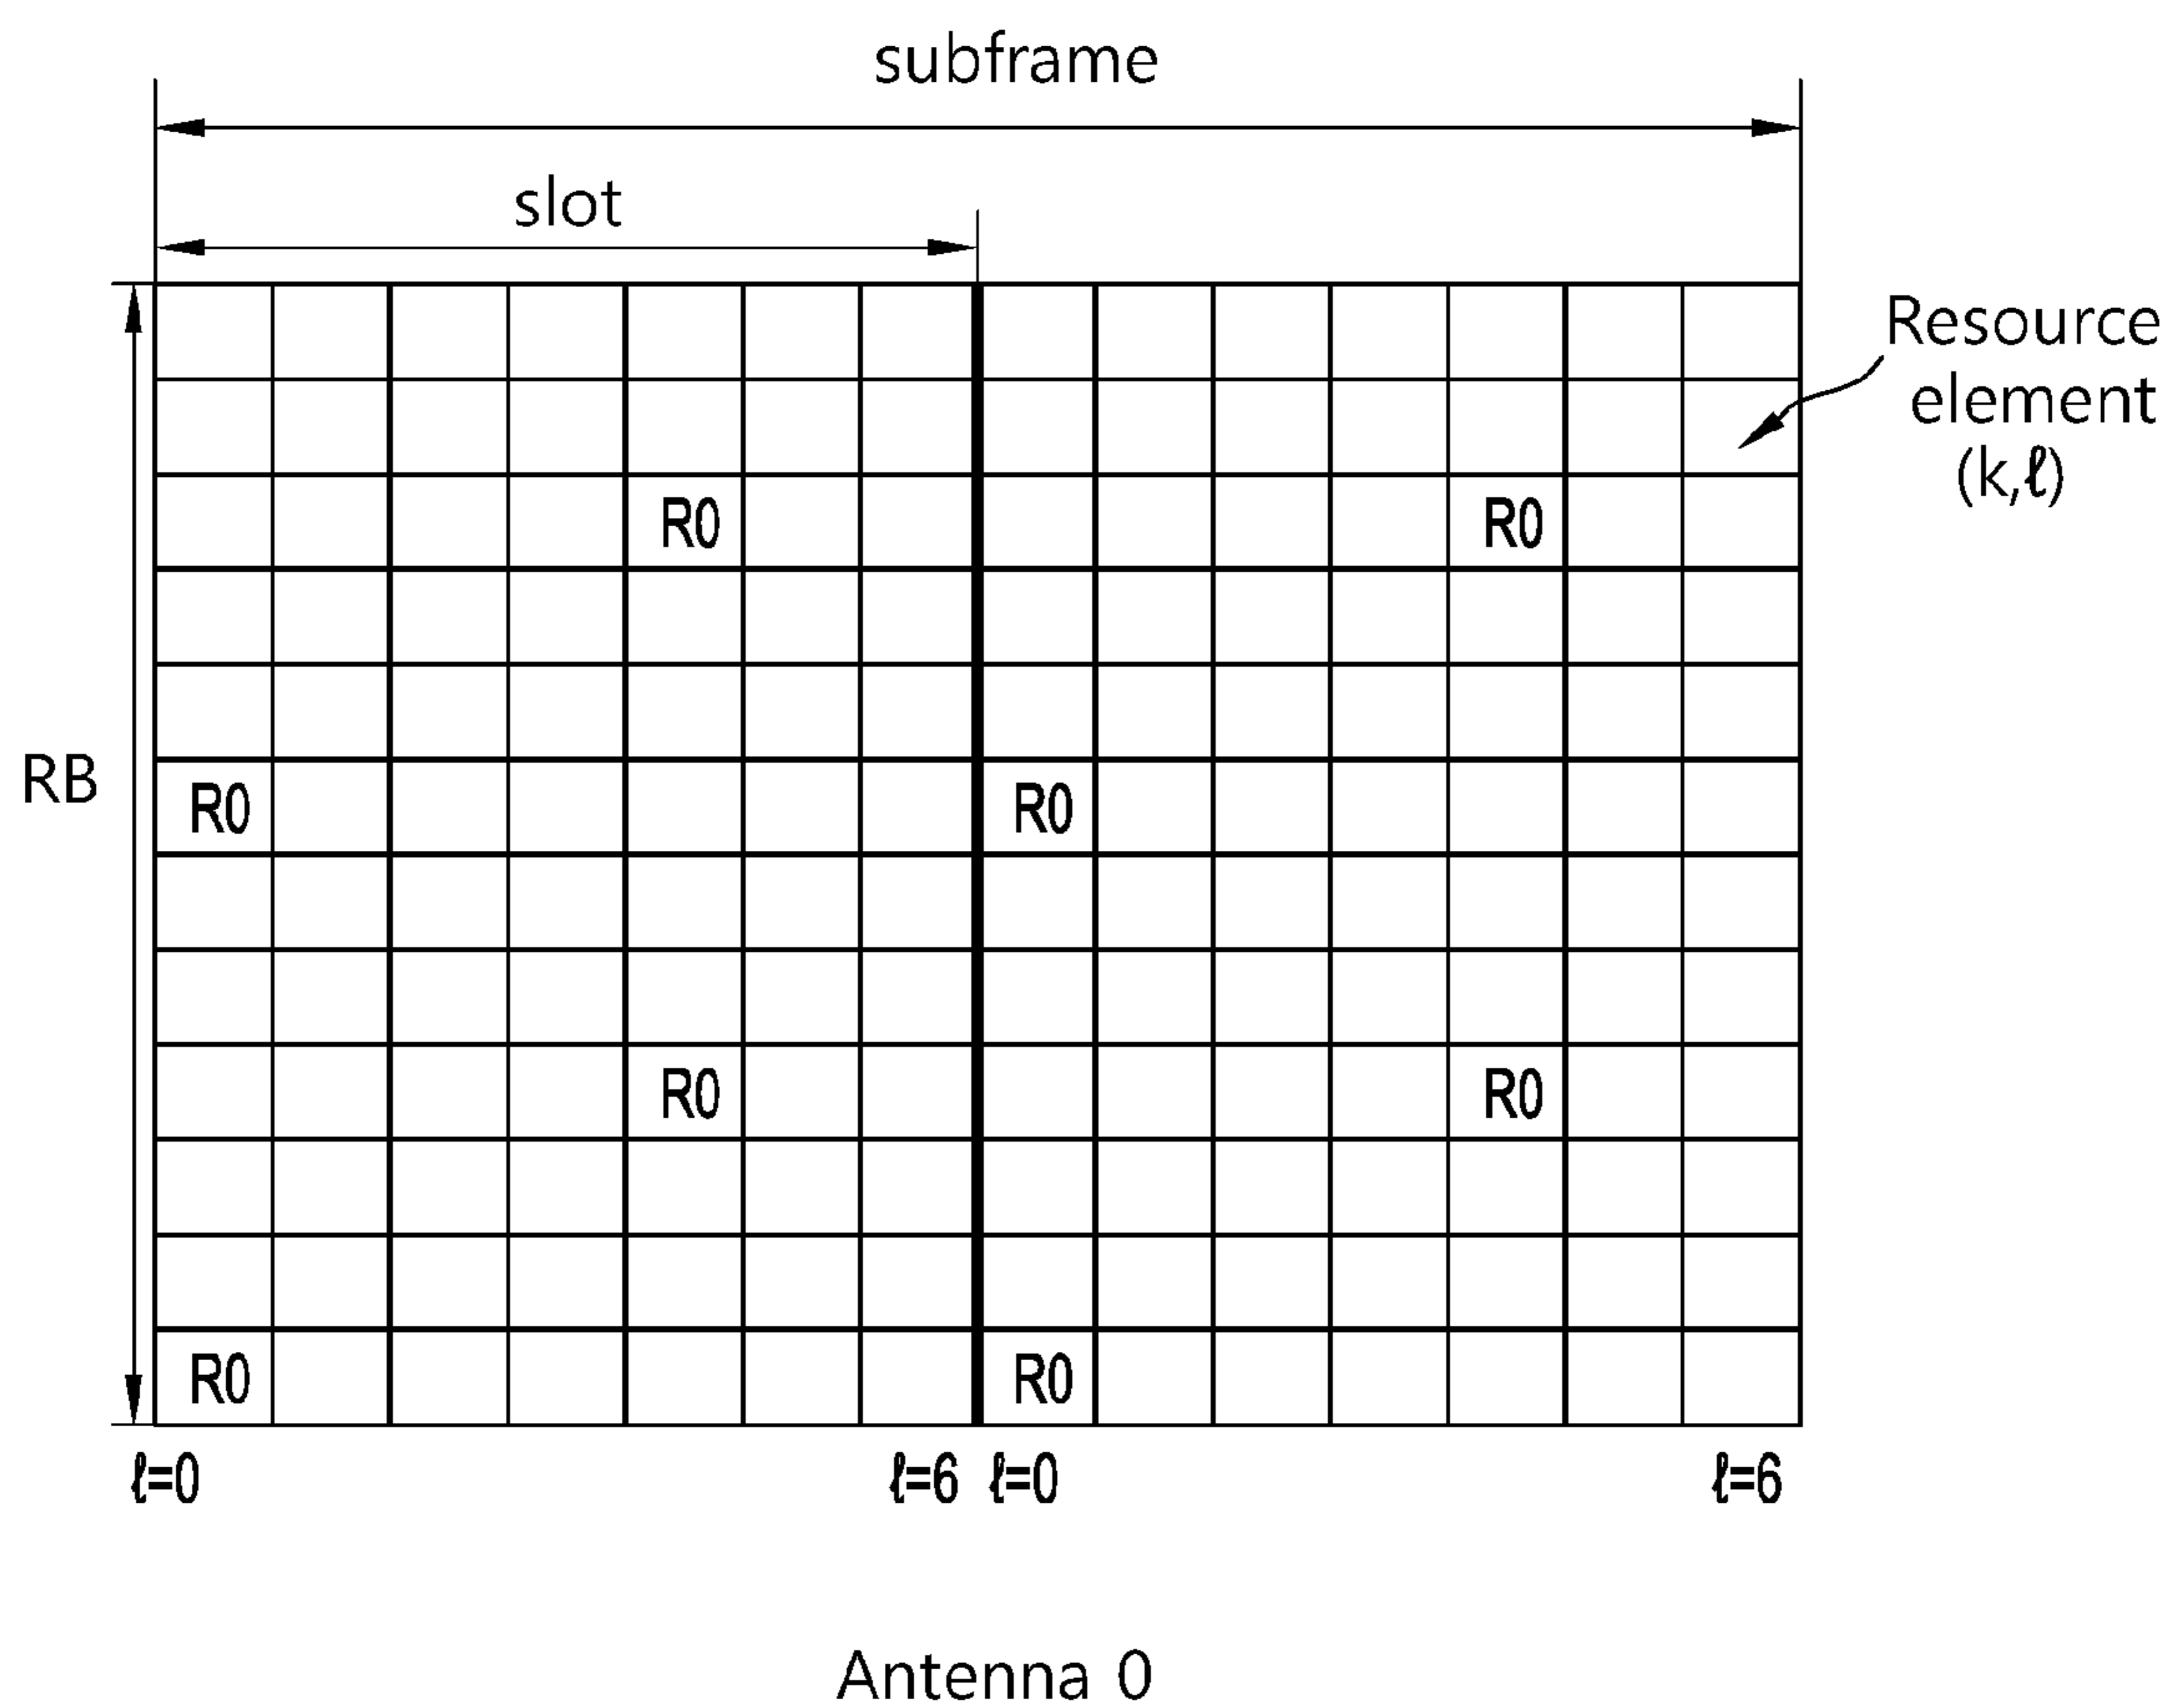 subframe
slot
Resource
element
(k,ℓ)
R0 R0
RB
R0 R0
R0 R0
R0 R0
ℓ=0 ℓ=6 ℓ=0 ℓ=6
Antenna 0